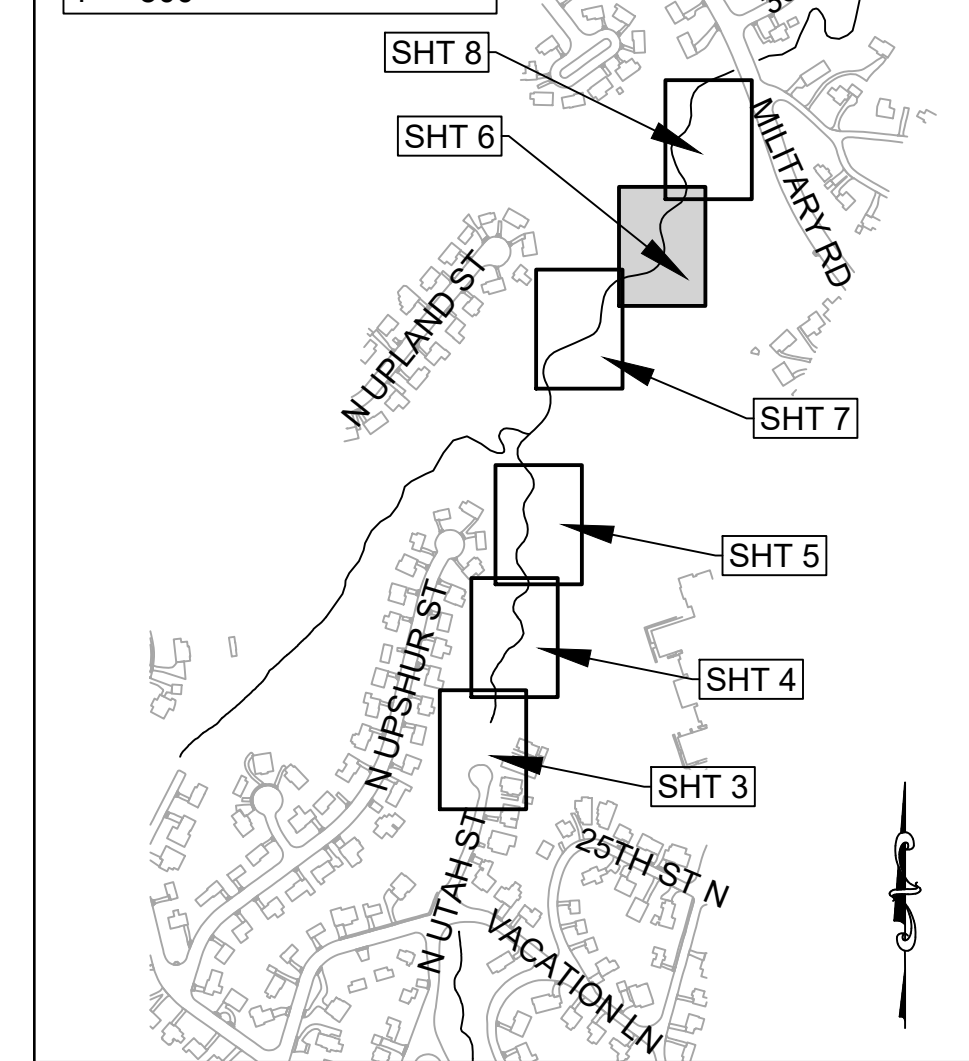 SHT 8
SHT 6
MILITARY RD
N UPLAND ST
SHT 7
SHT 5
N UPSHUR ST
SHT 4
SHT 3
25TH ST N
N UTAH ST
VACATION LN